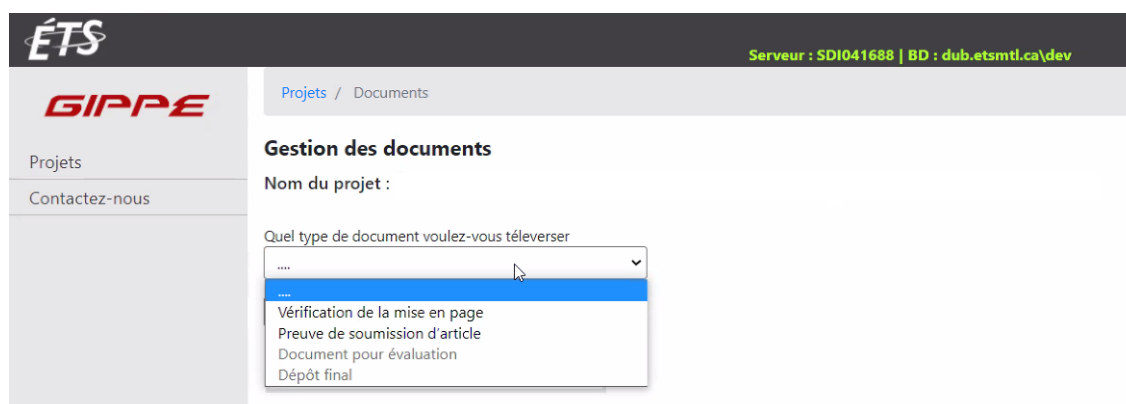 ÉTS
Serveur : SDI041688 | BD : dub.etsmtl.ca\dev
GIPPE
Projets / Documents
Projets
Contactez-nous
Gestion des documents
Nom du projet :
Quel type de document voulez-vous téleverser
....
....
Vérification de la mise en page
Preuve de soumission d'article
Document pour évaluation
Dépôt final